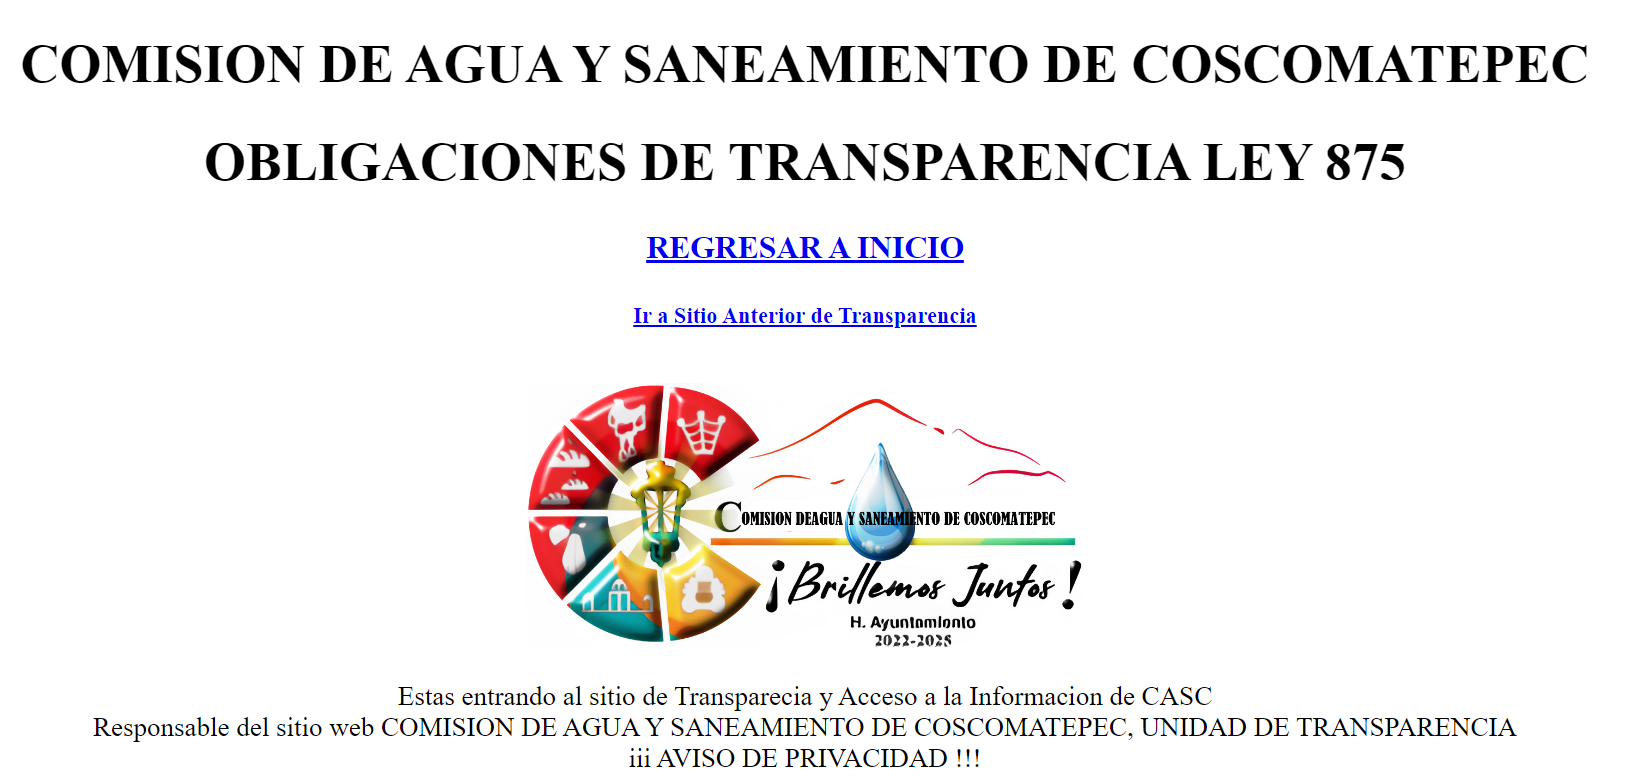 COMISION DE AGUA Y SANEAMIENTO DE COSCOMATEPEC
OBLIGACIONES DE TRANSPARENCIA LEY 875
REGRESAR A INICIO
Ir a Sitio Anterior de Transparencia
COMISION DEAGUA Y SANEAMIENTO DE COSCOMATEPEC
¡Brillemos Juntos!
H. Ayuntamiento
2022-2025
Estas entrando al sitio de Transparecia y Acceso a la Informacion de CASC
Responsable del sitio web COMISION DE AGUA Y SANEAMIENTO DE COSCOMATEPEC, UNIDAD DE TRANSPARENCIA
iii AVISO DE PRIVACIDAD !!!